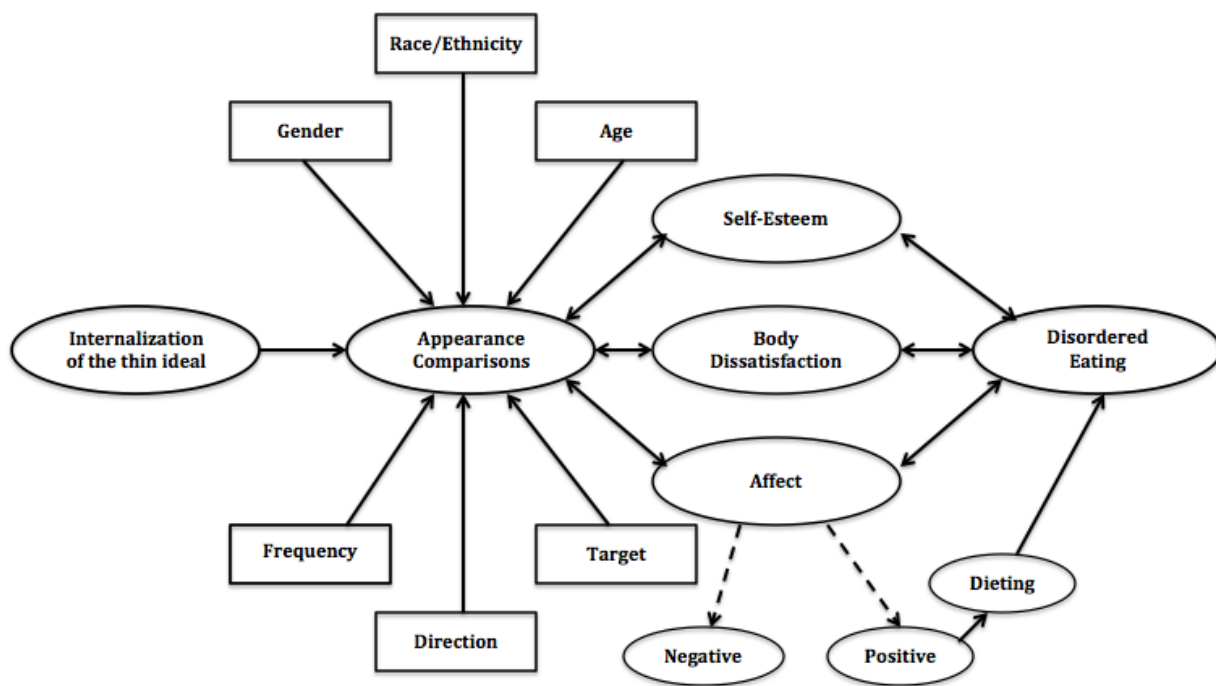 Race/Ethnicity
Gender
Age
Self-Esteem
Internalization
of the thin ideal
Appearance
Comparisons
Body
Dissatisfaction
Disordered
Eating
Affect
Frequency
Target
Direction
Dieting
Negative
Positive